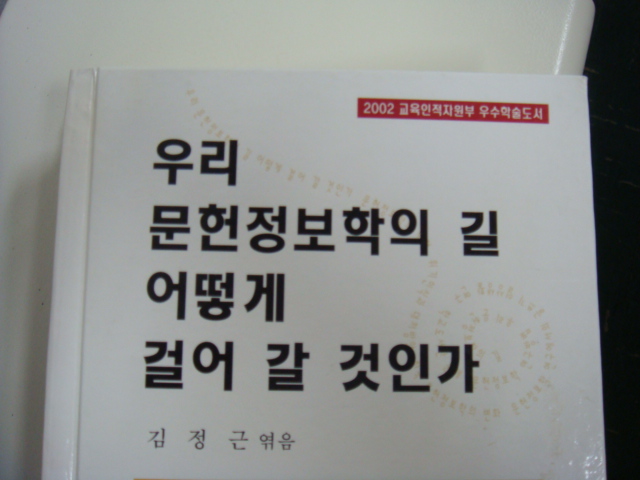 2002 교육인적자원부 우수학술도서
우리
문헌정보학의 길
어떻게
걸어 갈 것인가
김 정 근 엮음